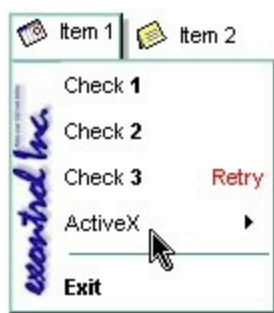 Item 1 Item 2
Check 1
Check 2
Check 3 Retry
ActiveX
Exit
exontrol Inc.